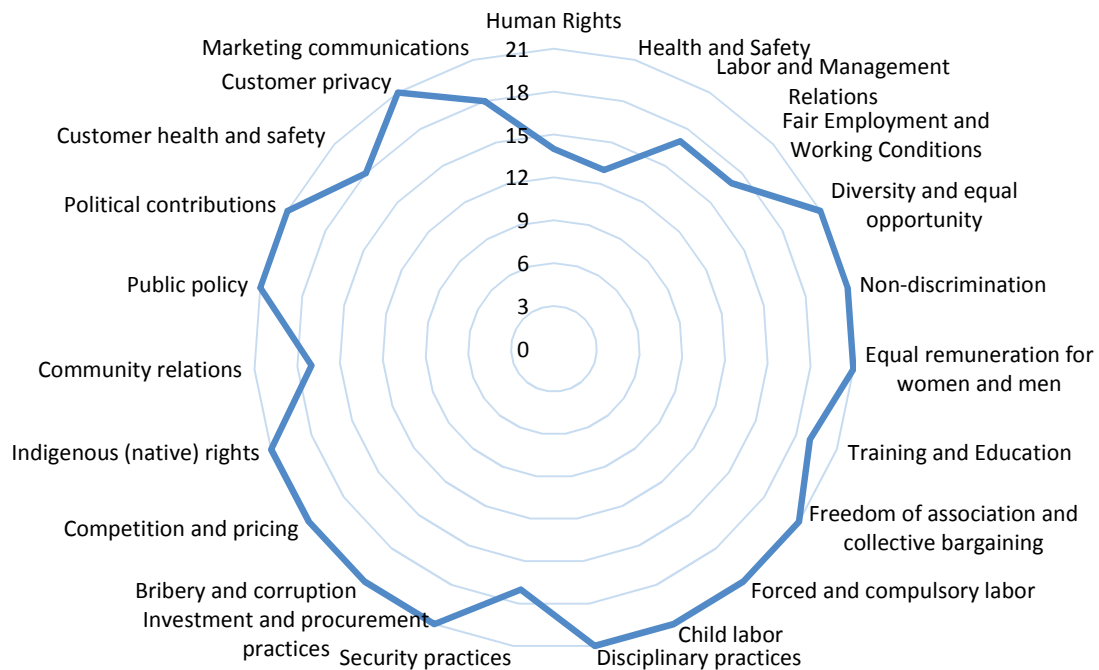 Human Rights
Health and Safety
Labor and Management
Relations
Fair Employment and
Working Conditions
Diversity and equal
opportunity
Non-discrimination
Equal remuneration for
women and men
Training and Education
Freedom of association and
collective bargaining
Forced and compulsory labor
Child labor
Disciplinary practices
Security practices
Investment and procurement
practices
Bribery and corruption
Competition and pricing
Indigenous (native) rights
Community relations
Public policy
Political contributions
Customer health and safety
Customer privacy
Marketing communications
21
18
15
12
9
6
3
0